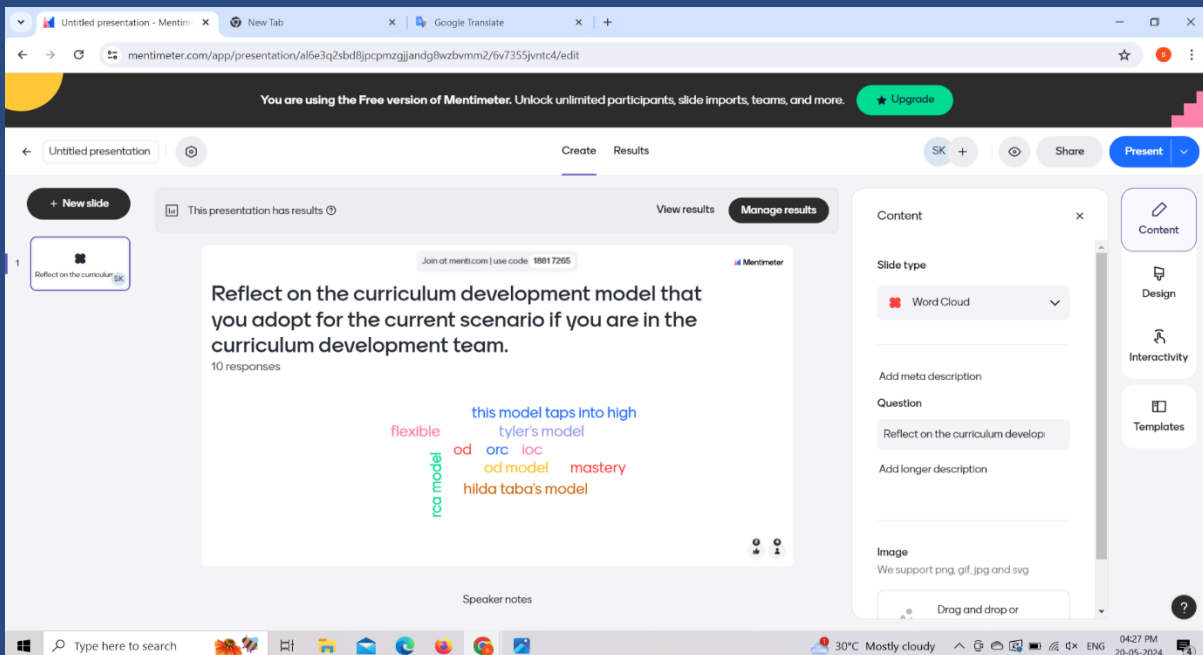 Untitled presentation - Mentim
New Tab
Google Translate
mentimeter.com/app/presentation/al6e3q2sbd8jpcpmzgjjandg8wzbvmm2/6v7355jvntc4/edit
You are using the Free version of Mentimeter. Unlock unlimited participants, slide imports, teams, and more.
Upgrade
Untitled presentation
Create Results
SK +
Share
Present
+ New slide
This presentation has results
View results
Manage results
1
Reflect on the curriculum
SK
Join at menti.com | use code 1881 7265
Mentimeter
Reflect on the curriculum development model that
you adopt for the current scenario if you are in the
curriculum development team.
10 responses
this model taps into high
flexible
tyler's model
od orc ioc
od model
mastery
rca model
hilda taba's model
Speaker notes
Content
Slide type
Word Cloud
Add meta description
Question
Reflect on the curriculum develop
Add longer description
Image
We support png, gif, jpg and svg
Drag and drop or
Content
Design
Interactivity
Templates
?
Type here to search
30°C Mostly cloudy
ENG
04:27 PM
20-05-2024